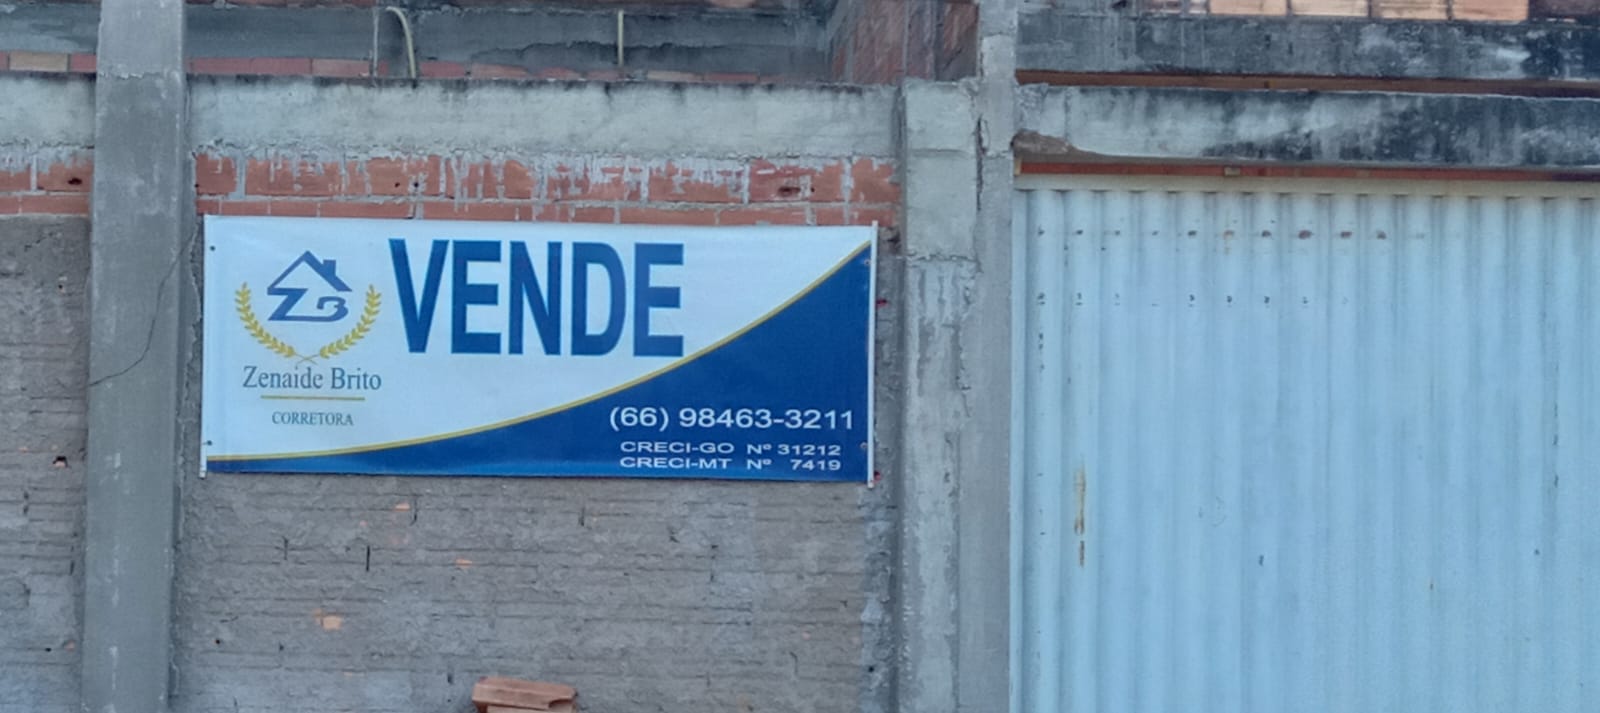 VENDE
ZB
Zenaide Brito
CORRETORA
(66) 98463-3211
CRECI-GO Nº 31212
CRECI-MT Nº 7419